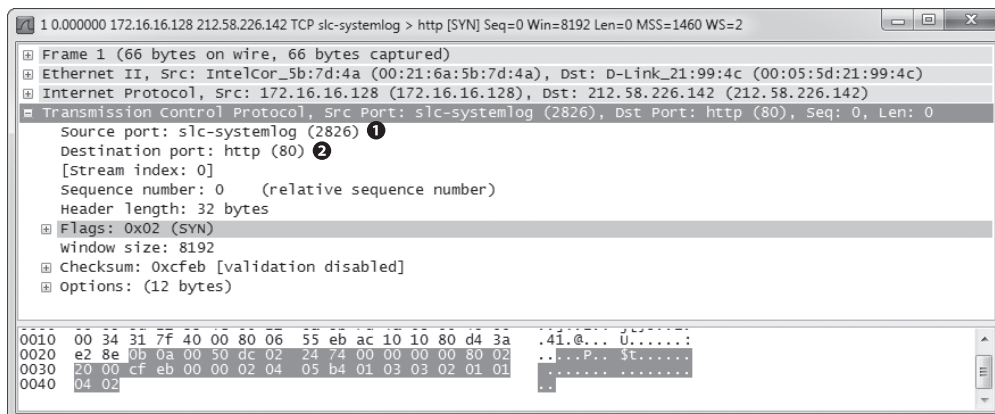 1 0.000000 172.16.16.128 212.58.226.142 TCP slc-systemlog > http [SYN] Seq=0 Win=8192 Len=0 MSS=1460 WS=2
Frame 1 (66 bytes on wire, 66 bytes captured)
Ethernet II, Src: IntelCor_5b:7d:4a (00:21:6a:5b:7d:4a), Dst: D-Link_21:99:4c (00:05:5d:21:99:4c)
Internet Protocol, Src: 172.16.16.128 (172.16.16.128), Dst: 212.58.226.142 (212.58.226.142)
Transmission Control Protocol, Src Port: slc-systemlog (2826), Dst Port: http (80), Seq: 0, Len: 0
Source port: slc-systemlog (2826) ❶
Destination port: http (80) ❷
[Stream index: 0]
Sequence number: 0 (relative sequence number)
Header length: 32 bytes
Flags: 0x02 (SYN)
Window size: 8192
Checksum: 0xcfeb [validation disabled]
Options: (12 bytes)
0010 00 34 31 7f 40 00 80 06 55 eb ac 10 10 80 d4 3a .41.@... U......:
0020 e2 8e 0b 0a 00 50 dc 02 24 74 00 00 00 00 80 02 .....P.. $t......
0030 20 00 cf eb 00 00 02 04 05 b4 01 03 03 02 01 01 ....... ........
0040 04 02 ..